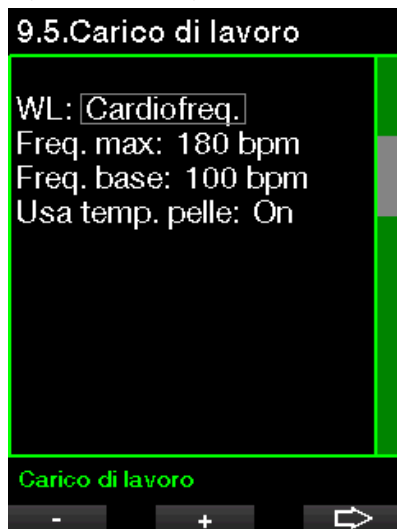 9.5.Carico di lavoro
WL: Cardiofreq.
Freq. max: 180 bpm
Freq. base: 100 bpm
Usa temp. pelle: On
Carico di lavoro
- +